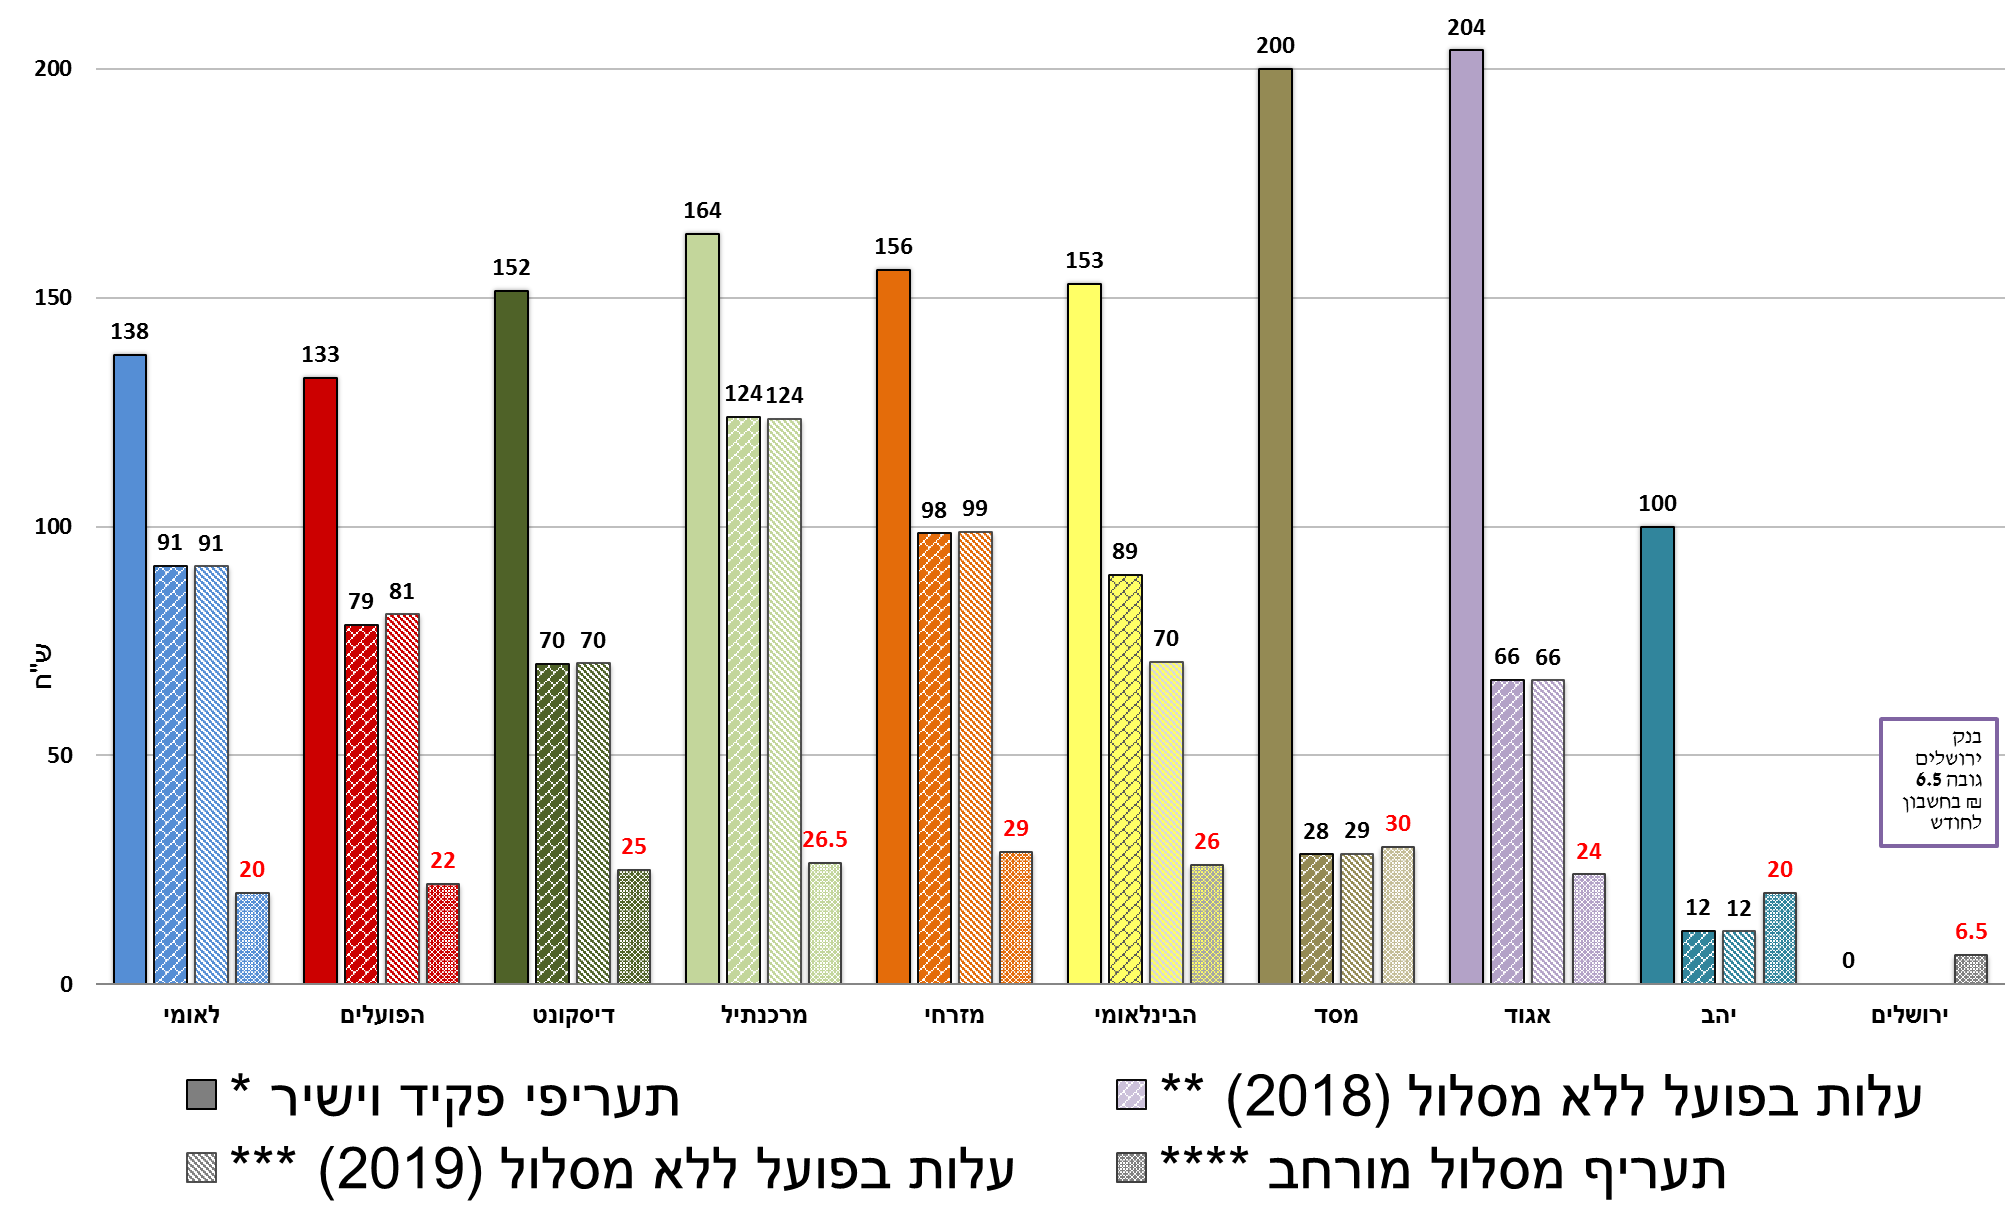 204
200
200
164
156
153
152
150
138
133
124 124
100
100
98 99
91 91
89
79 81
70 70
70
66 66
ש"ח
50
בנק
ירושלים
גובה 6.5
₪ בחשבון
לחודש
20
22
25
26.5
29
26
28 29 30
24
12 12 20
0 6.5
0
לאומי
הפועלים
דיסקונט
מרכנתיל
מזרחי
הבינלאומי
מסד
אגוד
יהב
ירושלים
תעריפי פקיד וישיר *
עלות בפועל ללא מסלול (2018) **
עלות בפועל ללא מסלול (2019) ***
תעריף מסלול מורחב ****